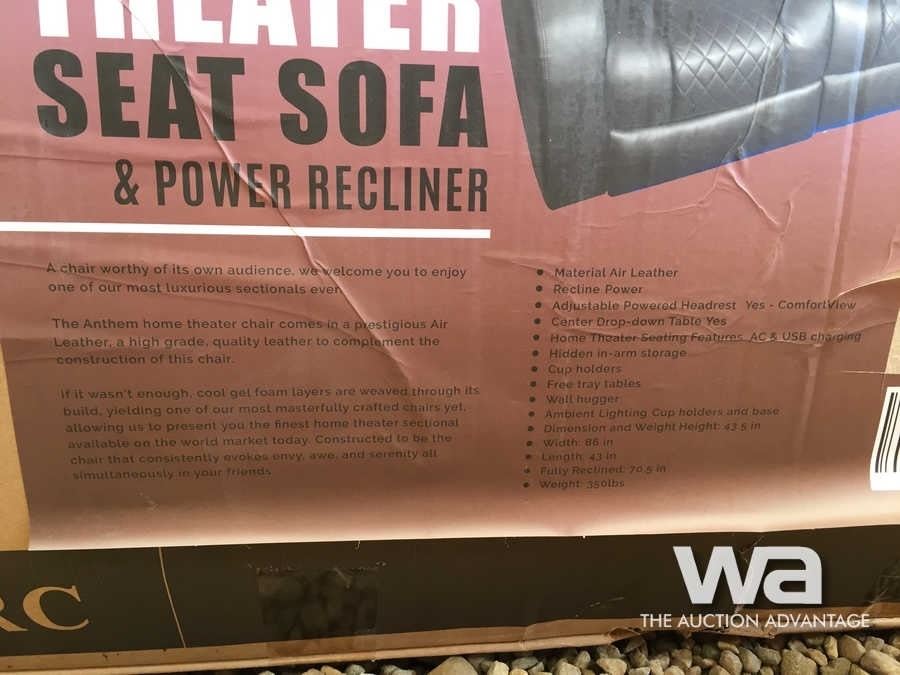 THEATER
SEAT SOFA
& POWER RECLINER
A chair worthy of its own audience, we welcome you to enjoy
one of our most luxurious sectionals ever.
The Anthem home theater chair comes in a prestigious Air
Leather, a high grade, quality leather to complement the
construction of this chair.
If it wasn't enough, cool gel foam layers are weaved through its
build, yielding one of our most masterfully crafted chairs yet,
allowing us to present you the finest home theater sectional
available on the world market today. Constructed to be the
chair that consistently evokes envy, awe, and serenity all
simultaneously in your friends.
• Material Air Leather
• Recline Power
• Adjustable Powered Headrest Yes - ComfortView
• Center Drop-down Table Yes
• Home Theater Seating Features AC & USB charging
• Hidden in-arm storage
• Cup holders
• Free tray tables
• Wall hugger
• Ambient Lighting Cup holders and base
• Dimension and Weight Height: 43.5 in
• Width: 86 in
• Length: 43 in
• Fully Reclined: 70.5 in
• Weight: 350lbs
RC
wa
THE AUCTION ADVANTAGE